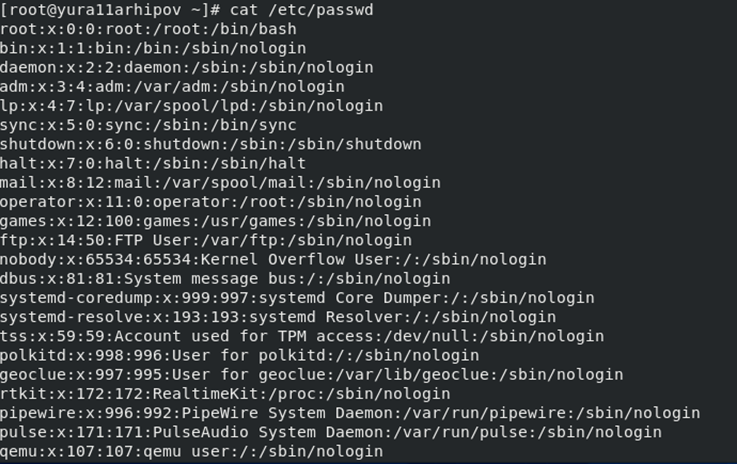 [root@yura11arhipov ~]# cat /etc/passwd
root:x:0:0:root:/root:/bin/bash
bin:x:1:1:bin:/bin:/sbin/nologin
daemon:x:2:2:daemon:/sbin:/sbin/nologin
adm:x:3:4:adm:/var/adm:/sbin/nologin
lp:x:4:7:lp:/var/spool/lpd:/sbin/nologin
sync:x:5:0:sync:/sbin:/bin/sync
shutdown:x:6:0:shutdown:/sbin:/sbin/shutdown
halt:x:7:0:halt:/sbin:/sbin/halt
mail:x:8:12:mail:/var/spool/mail:/sbin/nologin
operator:x:11:0:operator:/root:/sbin/nologin
games:x:12:100:games:/usr/games:/sbin/nologin
ftp:x:14:50:FTP User:/var/ftp:/sbin/nologin
nobody:x:65534:65534:Kernel Overflow User:/:/sbin/nologin
dbus:x:81:81:System message bus:/:/sbin/nologin
systemd-coredump:x:999:997:systemd Core Dumper:/:/sbin/nologin
systemd-resolve:x:193:193:systemd Resolver:/:/sbin/nologin
tss:x:59:59:Account used for TPM access:/dev/null:/sbin/nologin
polkitd:x:998:996:User for polkitd:/:/sbin/nologin
geoclue:x:997:995:User for geoclue:/var/lib/geoclue:/sbin/nologin
rtkit:x:172:172:RealtimeKit:/proc:/sbin/nologin
pipewire:x:996:992:PipeWire System Daemon:/var/run/pipewire:/sbin/nologin
pulse:x:171:171:PulseAudio System Daemon:/var/run/pulse:/sbin/nologin
qemu:x:107:107:qemu user:/:/sbin/nologin